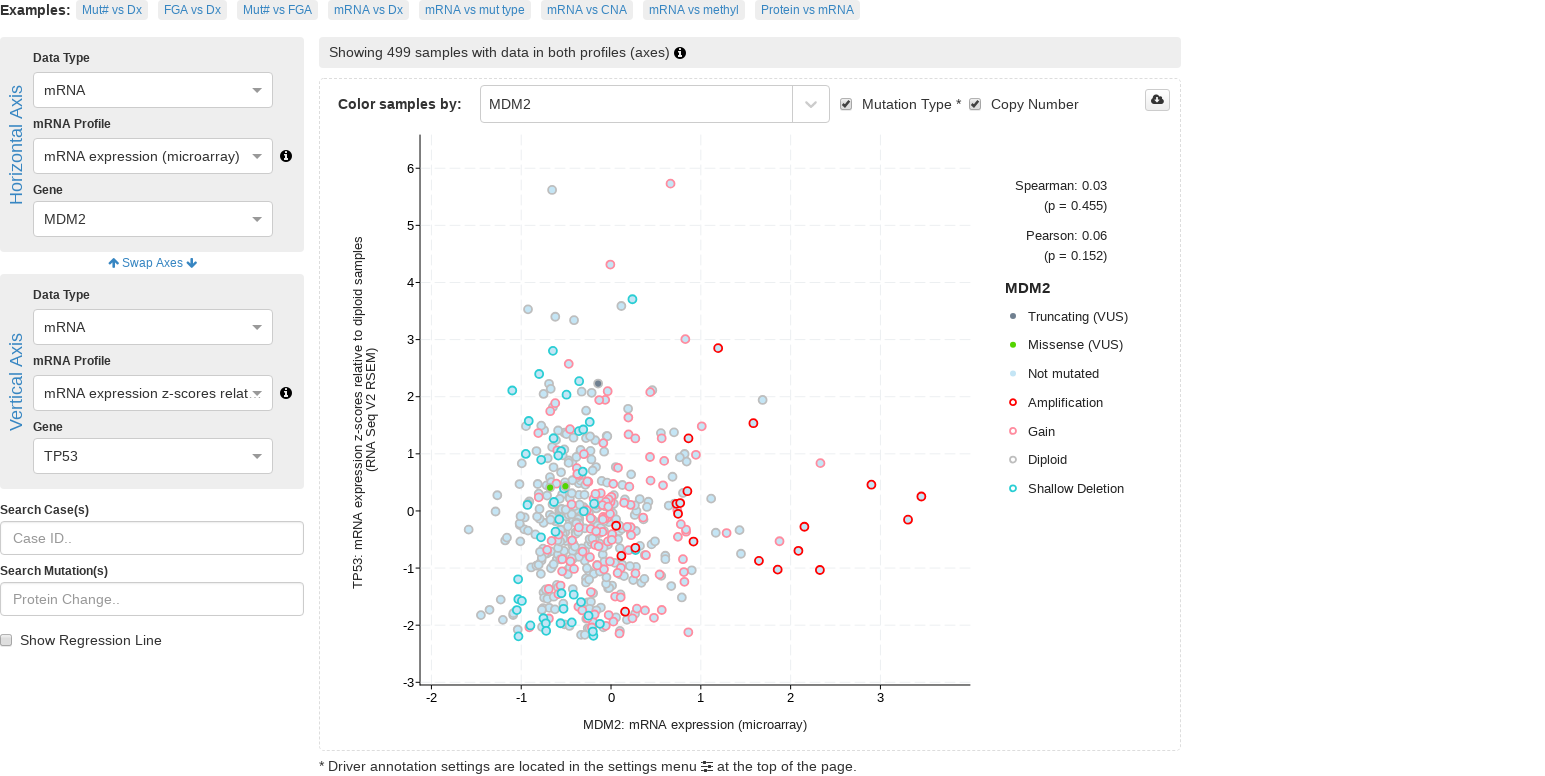 Examples: Mut# vs Dx FGA vs Dx Mut# vs FGA mRNA vs Dx mRNA vs mut type mRNA vs CNA mRNA vs methyl Protein vs mRNA
Horizontal Axis
Data Type
mRNA
mRNA Profile
mRNA expression (microarray)
Gene
MDM2
Swap Axes
Vertical Axis
Data Type
mRNA
mRNA Profile
mRNA expression z-scores relat...
Gene
TP53
Search Case(s)
Case ID..
Search Mutation(s)
Protein Change..
Show Regression Line
Showing 499 samples with data in both profiles (axes)
Color samples by: MDM2 Mutation Type * Copy Number
TP53: mRNA expression z-scores relative to diploid samples
(RNA Seq V2 RSEM)
6
5
4
3
2
1
0
-1
-2
-3
-2 -1 0 1 2 3
MDM2: mRNA expression (microarray)
Spearman: 0.03
(p = 0.455)
Pearson: 0.06
(p = 0.152)
MDM2
Truncating (VUS)
Missense (VUS)
Not mutated
Amplification
Gain
Diploid
Shallow Deletion
* Driver annotation settings are located in the settings menu at the top of the page.